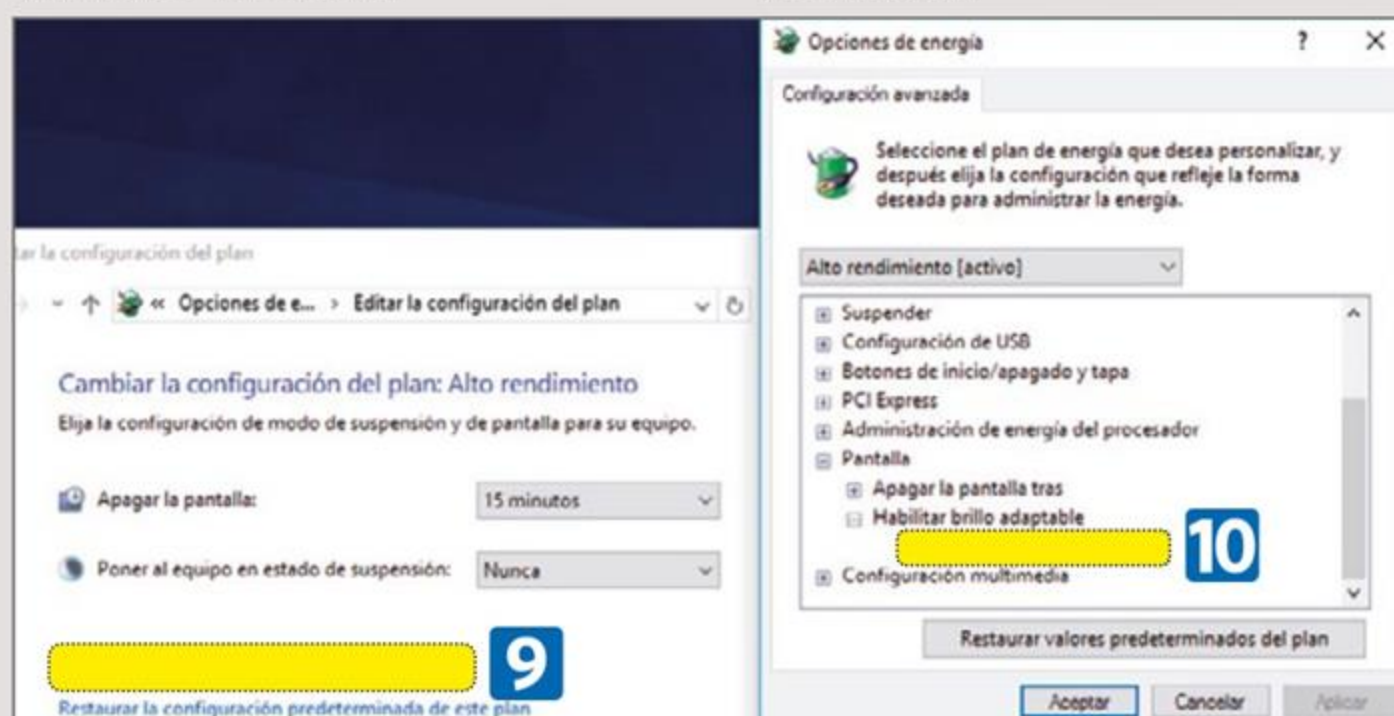 ar la configuración del plan
« Opciones de e... > Editar la configuración del plan
Cambiar la configuración del plan: Alto rendimiento
Elija la configuración de modo de suspensión y de pantalla para su equipo.
Apagar la pantalla: 15 minutos
Poner al equipo en estado de suspensión: Nunca
9
Restaurar la configuración predeterminada de este plan
Opciones de energía ? X
Configuración avanzada
Seleccione el plan de energía que desea personalizar, y
después elija la configuración que refleje la forma
deseada para administrar la energía.
Alto rendimiento [activo]
Suspender
Configuración de USB
Botones de inicio/apagado y tapa
PCI Express
Administración de energía del procesador
Pantalla
Apagar la pantalla tras
Habilitar brillo adaptable
10
Configuración multimedia
Restaurar valores predeterminados del plan
Aceptar Cancelar Aplicar